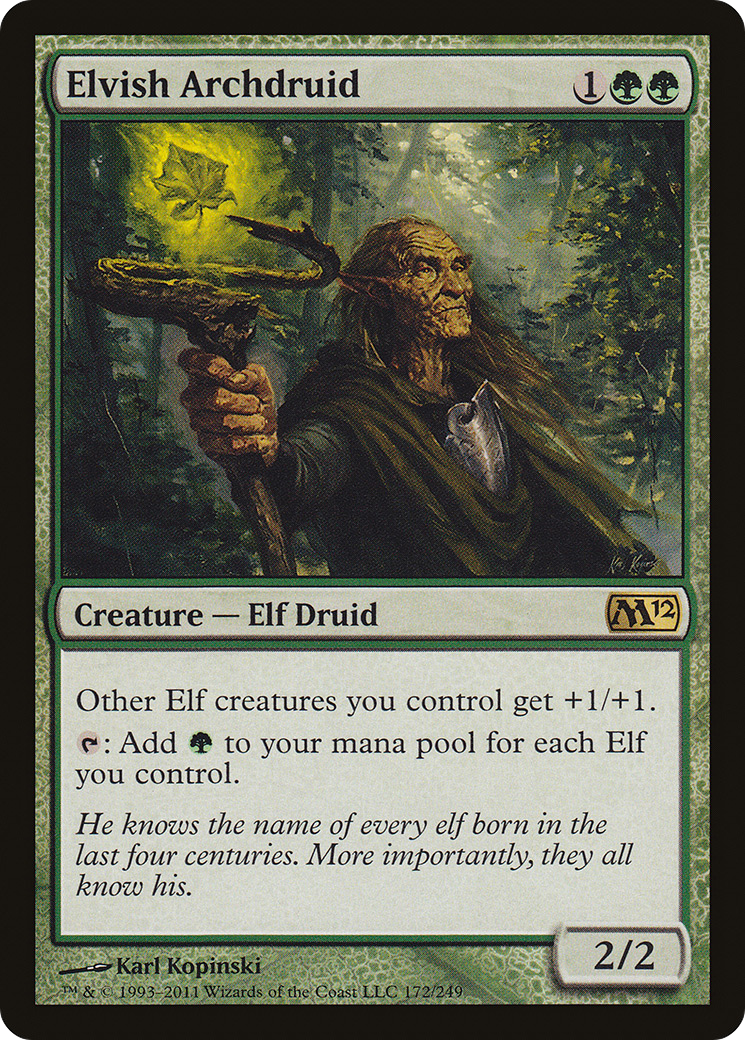 Elvish Archdruid 1
Creature — Elf Druid M12
Other Elf creatures you control get +1/+1.
: Add to your mana pool for each Elf
you control.
He knows the name of every elf born in the
last four centuries. More importantly, they all
know his.
2/2
Karl Kopinski
™ & © 1993–2011 Wizards of the Coast LLC 172/249